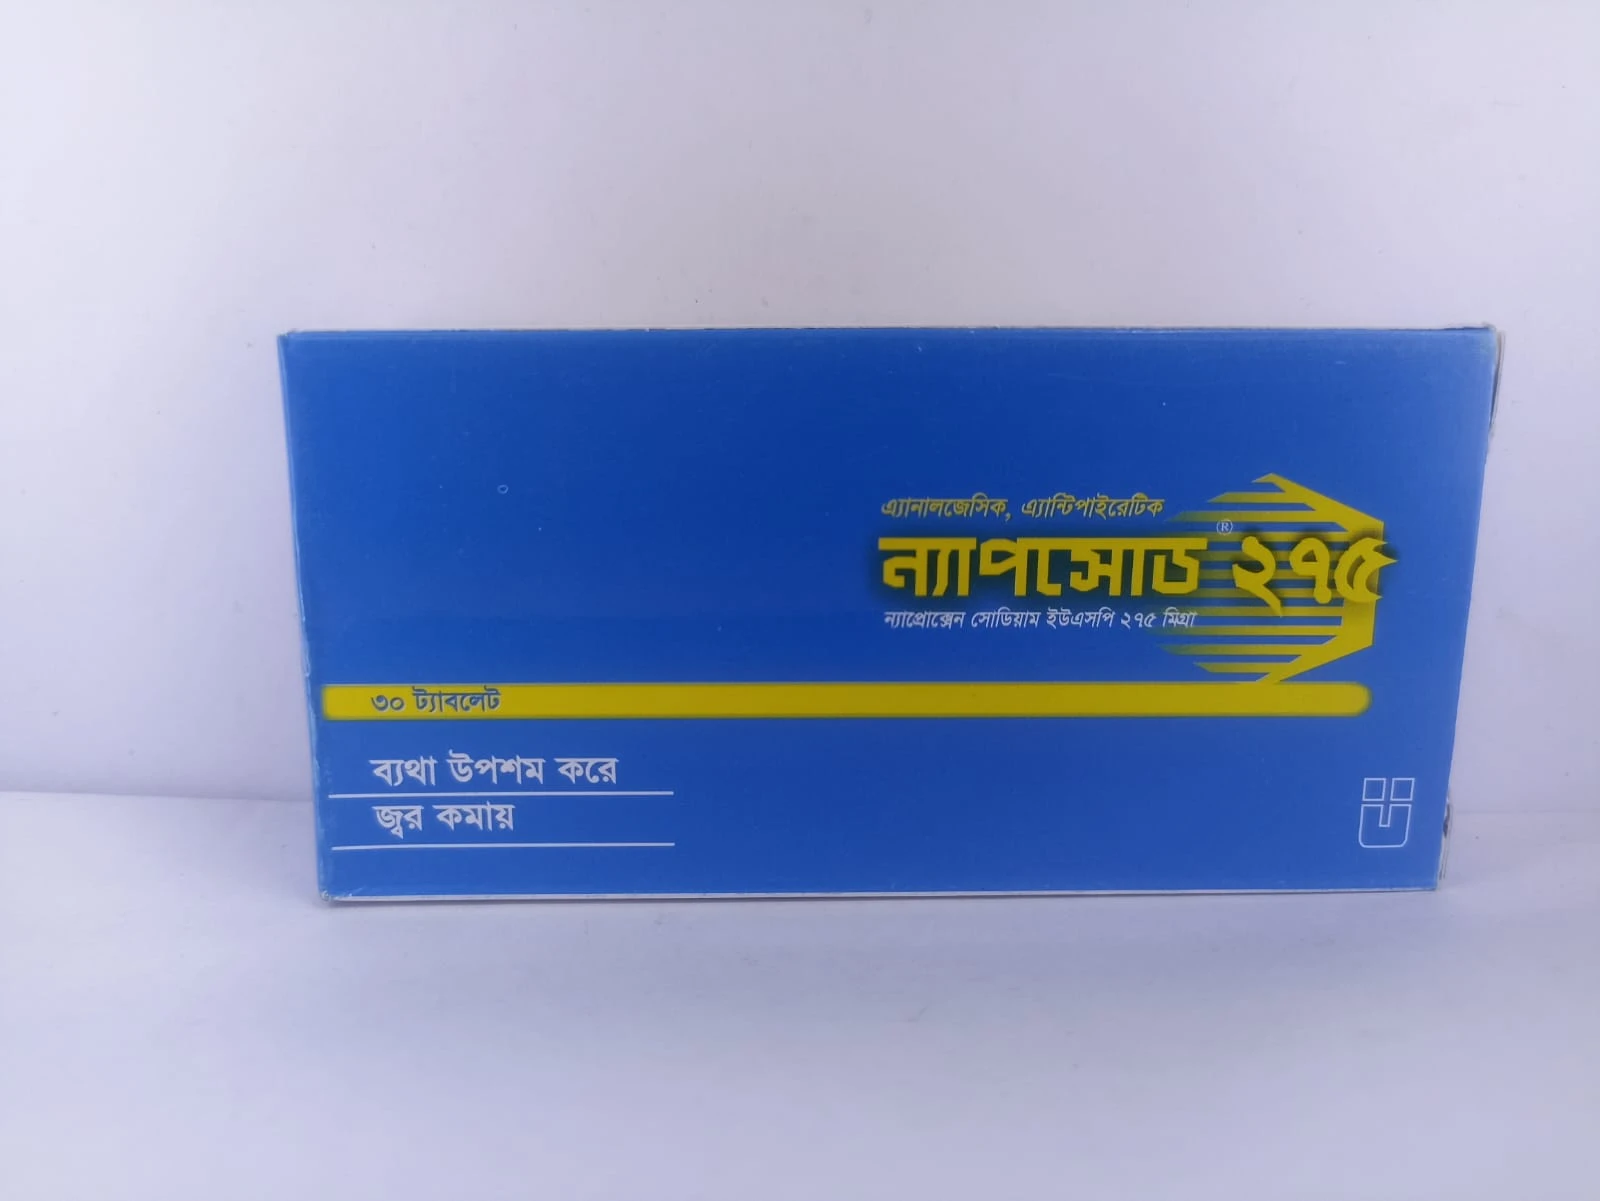 এ্যানালজেসিক, এ্যান্টিপাইরেটিক
ন্যাপসোড® ২৭৫
ন্যাপ্রোক্সেন সোডিয়াম ইউএসপি ২৭৫ মিগ্রা
৩০ ট্যাবলেট
ব্যথা উপশম করে
জ্বর কমায়